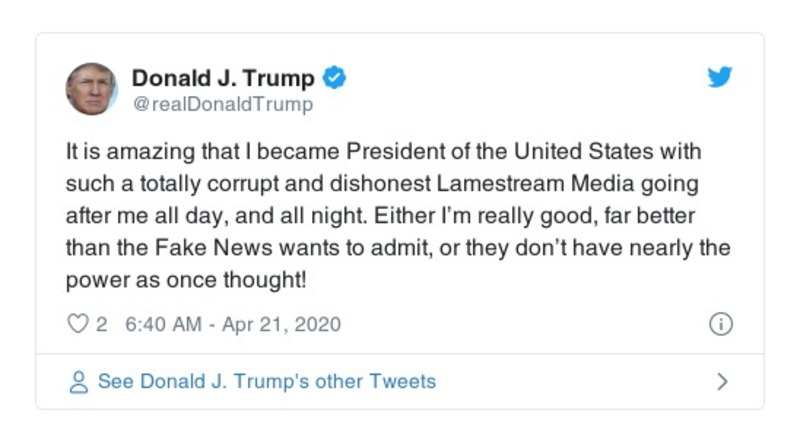 Donald J. Trump
@realDonaldTrump
It is amazing that I became President of the United States with
such a totally corrupt and dishonest Lamestream Media going
after me all day, and all night. Either I’m really good, far better
than the Fake News wants to admit, or they don’t have nearly the
power as once thought!
2 6:40 AM - Apr 21, 2020
See Donald J. Trump's other Tweets